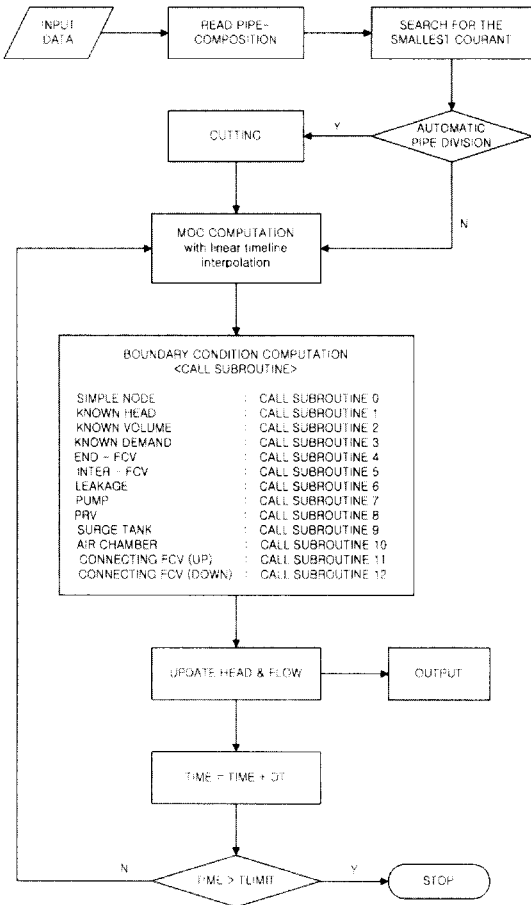 INPUT
DATA
READ PIPE-
COMPOSITION
SEARCH FOR THE
SMALLEST COURANT
AUTOMATIC
PIPE DIVISION
Y
CUTTING
N
MOC COMPUTATION
with linear timeline
interpolation
BOUNDARY CONDITION COMPUTATION
<CALL SUBROUTINE>
SIMPLE NODE : CALL SUBROUTINE 0
KNOWN HEAD : CALL SUBROUTINE 1
KNOWN VOLUME : CALL SUBROUTINE 2
KNOWN DEMAND : CALL SUBROUTINE 3
END - FCV : CALL SUBROUTINE 4
INTER - FCV : CALL SUBROUTINE 5
LEAKAGE : CALL SUBROUTINE 6
PUMP : CALL SUBROUTINE 7
PRV : CALL SUBROUTINE 8
SURGE TANK : CALL SUBROUTINE 9
AIR CHAMBER : CALL SUBROUTINE 10
CONNECTING FCV (UP) : CALL SUBROUTINE 11
CONNECTING FCV (DOWN) : CALL SUBROUTINE 12
UPDATE HEAD & FLOW
OUTPUT
TIME = TIME + DT
N
TIME > TLIMIT
Y
STOP